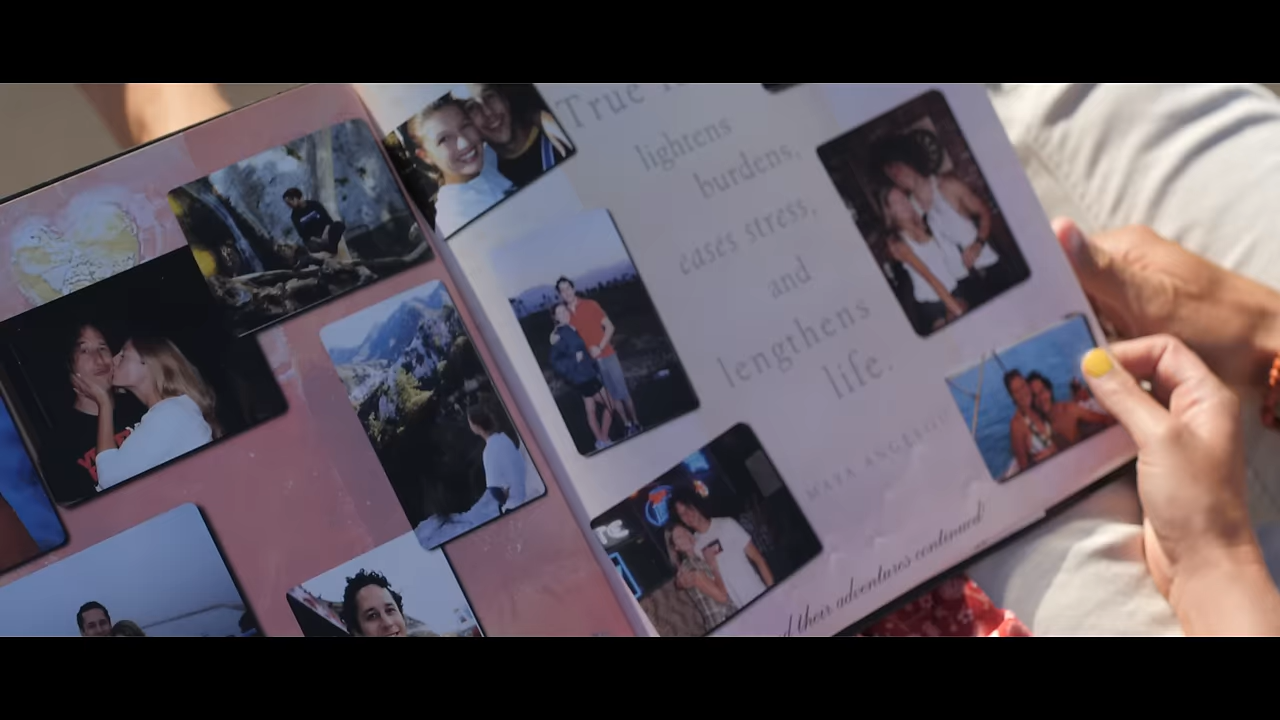 True
lightens
burdens,
eases stress,
and
lengthens
life.
MAYA ANGELOU
their adventures continued